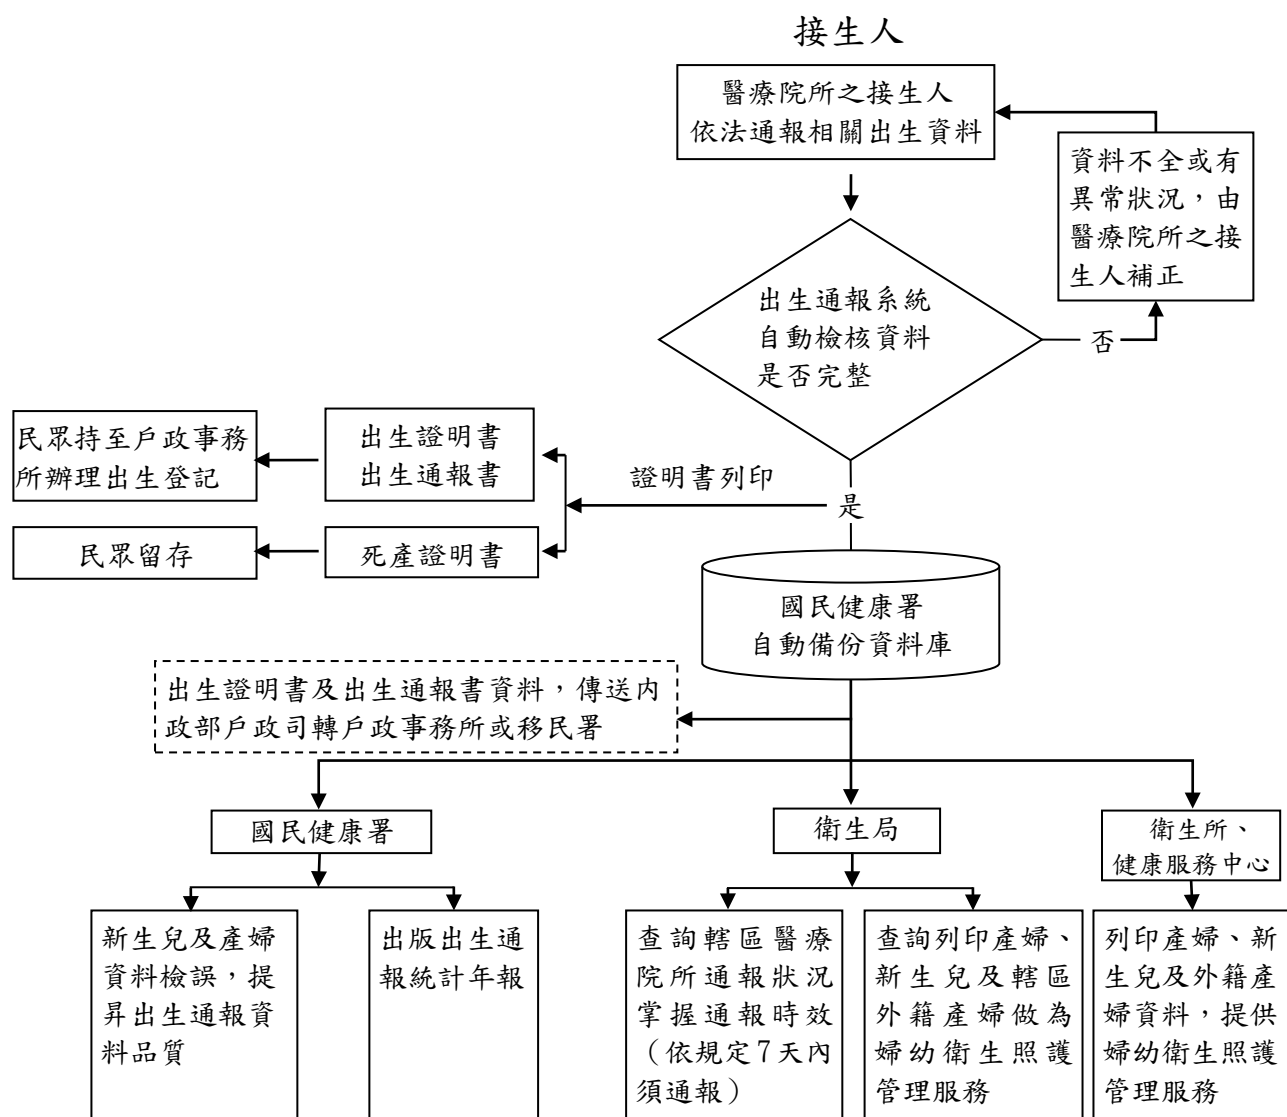 接生人
醫療院所之接生人
依法通報相關出生資料
資料不全或有
異常狀況，由
醫療院所之接
生人補正
出生通報系統
自動檢核資料
是否完整
否
民眾持至戶政事務
所辦理出生登記
出生證明書
出生通報書
證明書列印
是
民眾留存
死產證明書
國民健康署
自動備份資料庫
出生證明書及出生通報書資料，傳送內
政部戶政司轉戶政事務所或移民署
國民健康署
衛生局
衛生所、
健康服務中心
新生兒及產婦
資料檢誤，提
昇出生通報資
料品質
出版出生通
報統計年報
查詢轄區醫療
院所通報狀況
掌握通報時效
（依規定7天內
須通報）
查詢列印產婦、
新生兒及轄區
外籍產婦做為
婦幼衛生照護
管理服務
列印產婦、新
生兒及外籍產
婦資料，提供
婦幼衛生照護
管理服務